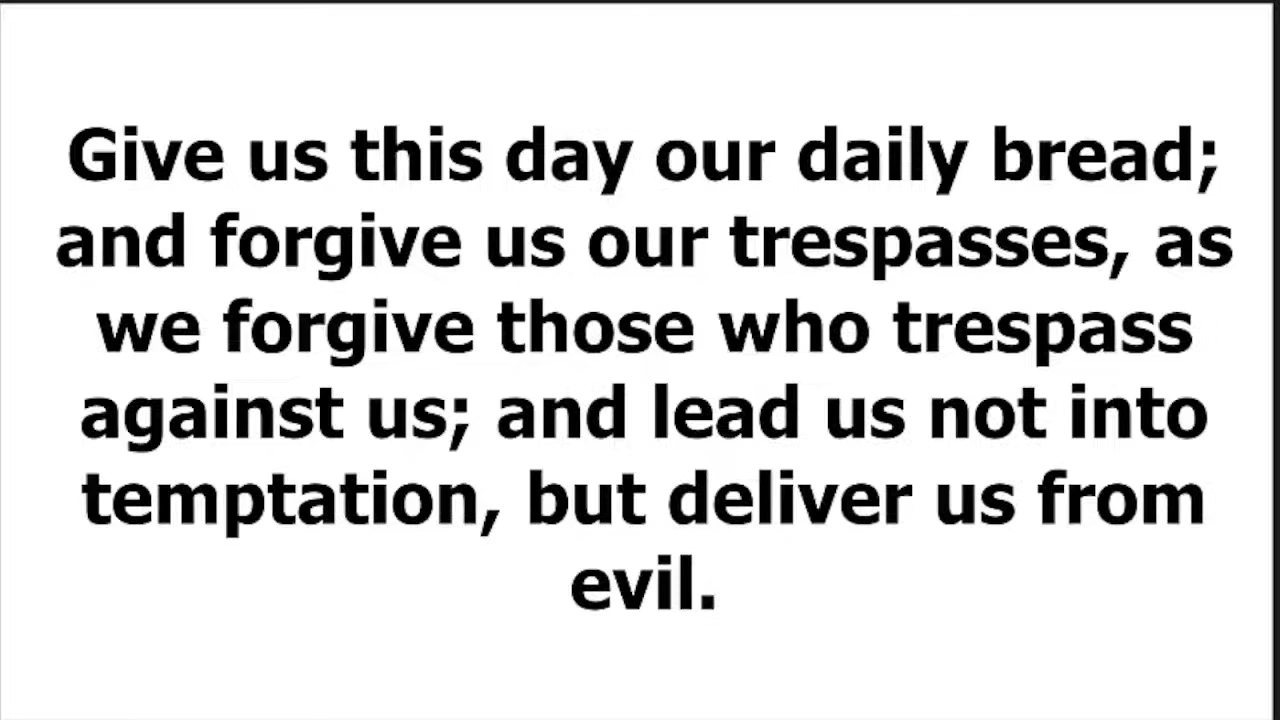 Give us this day our daily bread;
and forgive us our trespasses, as
we forgive those who trespass
against us; and lead us not into
temptation, but deliver us from
evil.